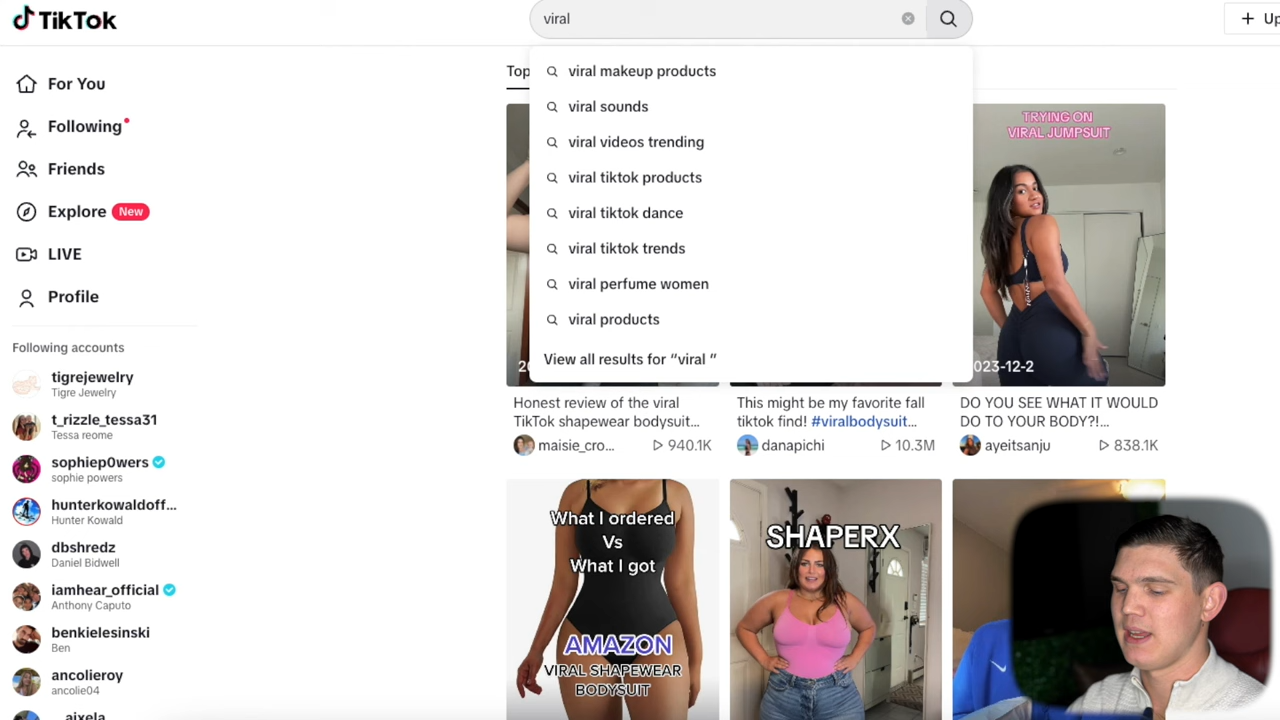 TikTok
viral
Up
For You
Following
Friends
Explore New
LIVE
Profile
Following accounts
tigrejewelry
Tigre Jewelry
t_rizzle_tessa31
Tessa reome
sophiep0wers
sophie powers
hunterkowaldoff...
Hunter Kowald
dbshredz
Daniel Bidwell
iamhear_official
Anthony Caputo
benkielesinski
Ben
ancolieroy
ancolie04
Top
viral makeup products
viral sounds
viral videos trending
viral tiktok products
viral tiktok dance
viral tiktok trends
viral perfume women
viral products
View all results for “viral ”
TRYING ON
VIRAL JUMPSUIT
20
023-12-2
Honest review of the viral
TikTok shapewear bodysuit...
maisie_cro... 940.1K
This might be my favorite fall
tiktok find! #viralbodysuit...
danapichi 10.3M
DO YOU SEE WHAT IT WOULD
DO TO YOUR BODY?!...
ayeitsanju 838.1K
What I ordered
Vs
What I got
AMAZON
VIRAL SHAPEWEAR
BODYSUIT
SHAPERX